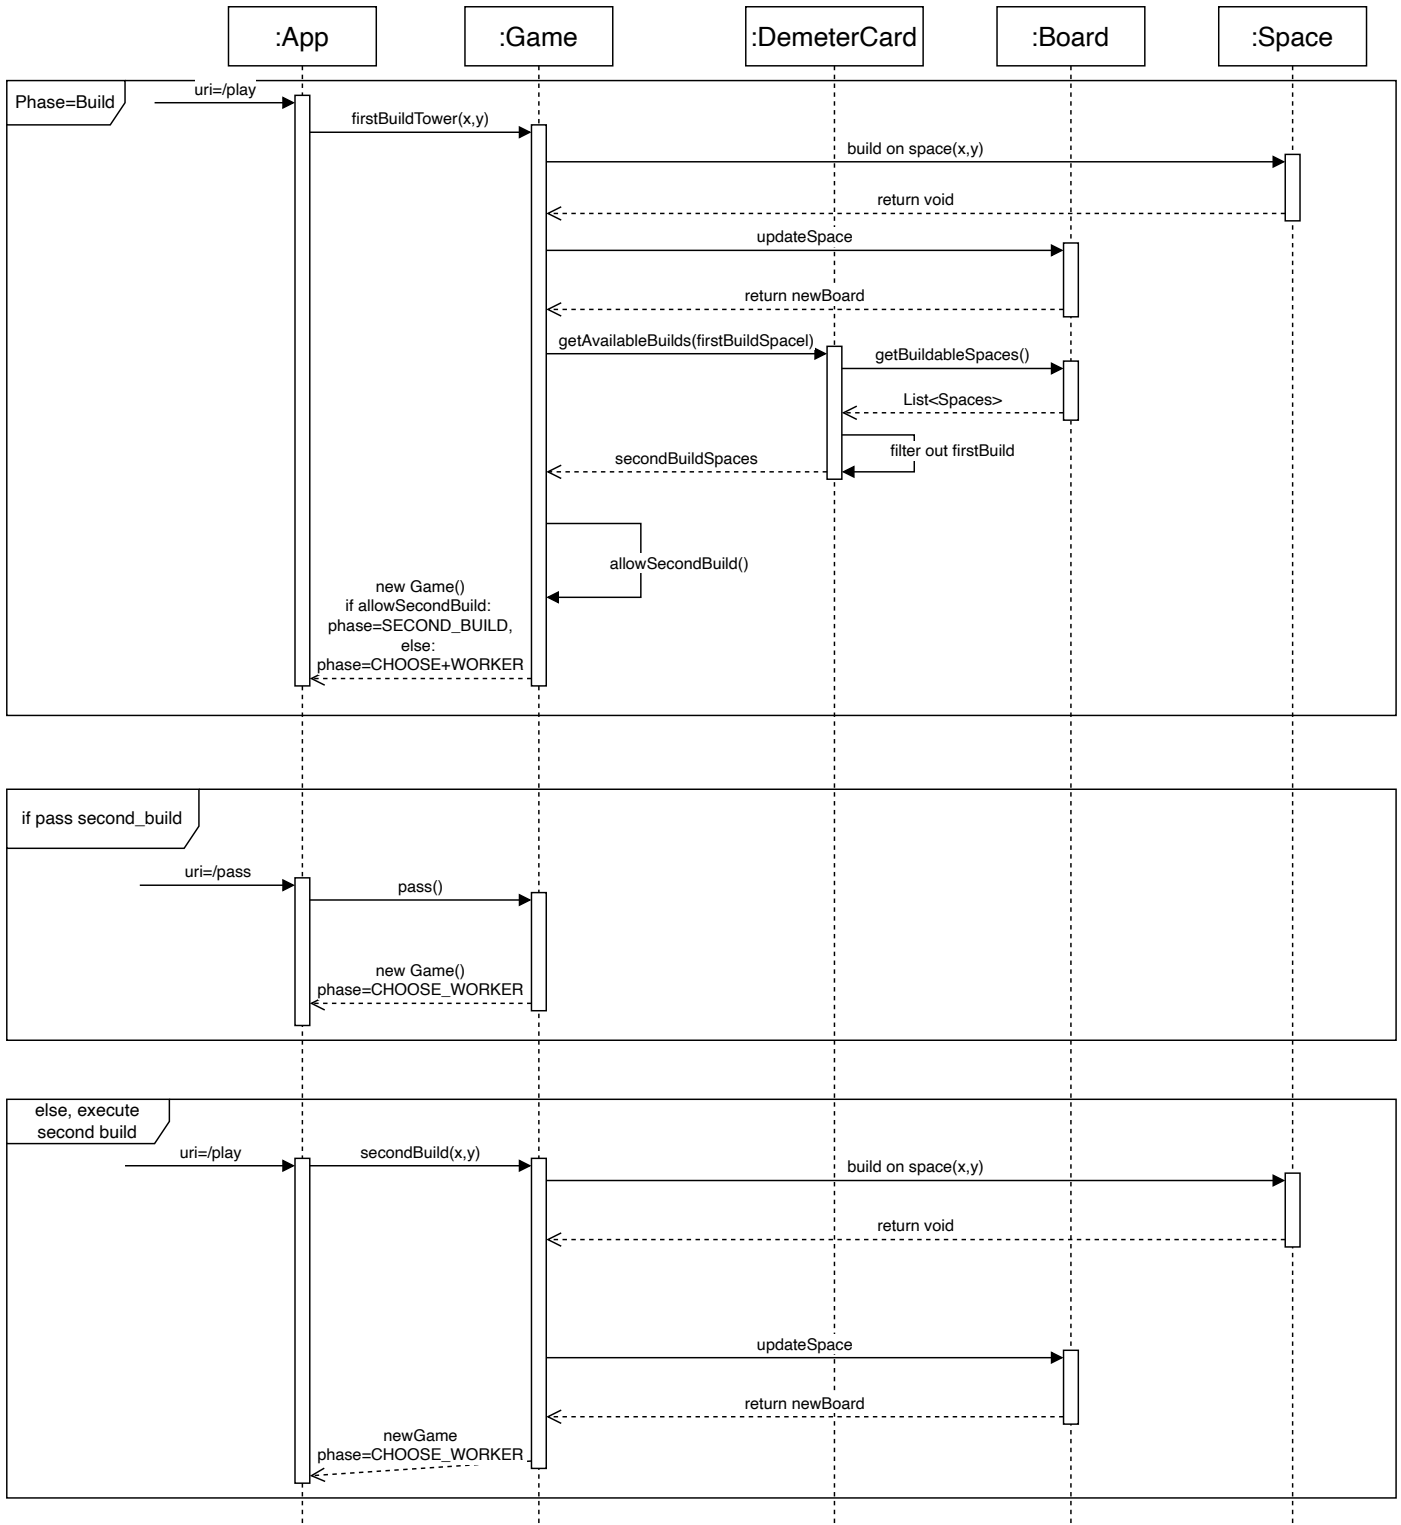 :App
:Game
:DemeterCard
:Board
:Space
Phase=Build
uri=/play
firstBuildTower(x,y)
build on space(x,y)
return void
updateSpace
return newBoard
getAvailableBuilds(firstBuildSpacel)
getBuildableSpaces()
List<Spaces>
filter out firstBuild
secondBuildSpaces
allowSecondBuild()
new Game()
if allowSecondBuild:
phase=SECOND_BUILD,
else:
phase=CHOOSE+WORKER
if pass second_build
uri=/pass
pass()
new Game()
phase=CHOOSE_WORKER
else, execute
second build
uri=/play
secondBuild(x,y)
build on space(x,y)
return void
updateSpace
return newBoard
newGame
phase=CHOOSE_WORKER